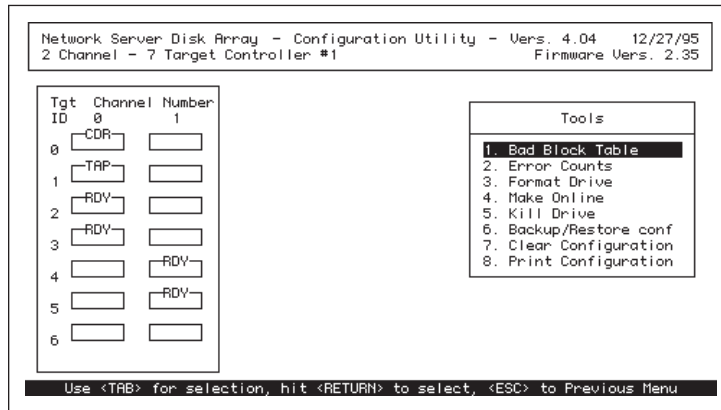 Network Server Disk Array - Configuration Utility - Vers. 4.04 12/27/95
2 Channel - 7 Target Controller #1 Firmware Vers. 2.35
Tgt Channel Number
ID 0 1
CDR
0
TAP
1
RDY
2
RDY
3
RDY
4
RDY
5
6
Tools
1. Bad Block Table
2. Error Counts
3. Format Drive
4. Make Online
5. Kill Drive
6. Backup/Restore conf
7. Clear Configuration
8. Print Configuration
Use <TAB> for selection, hit <RETURN> to select, <ESC> to Previous Menu